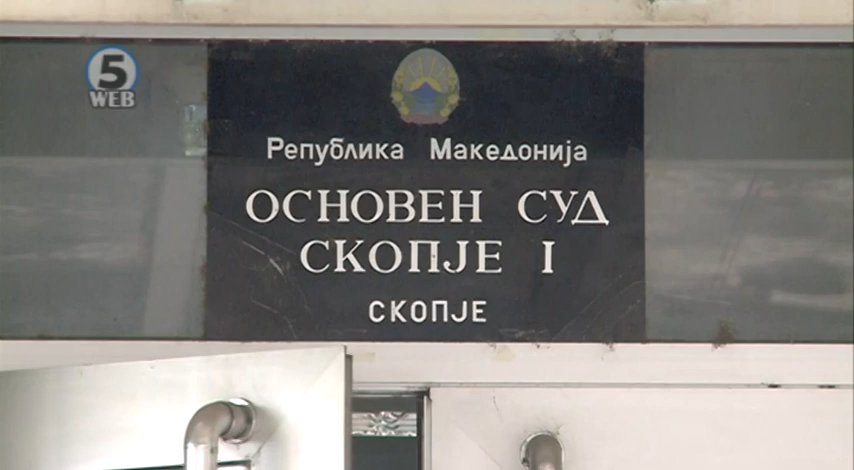 5
WEB
Република Македонија
ОСНОВЕН СУД
СКОПЈЕ I
СКОПЈЕ